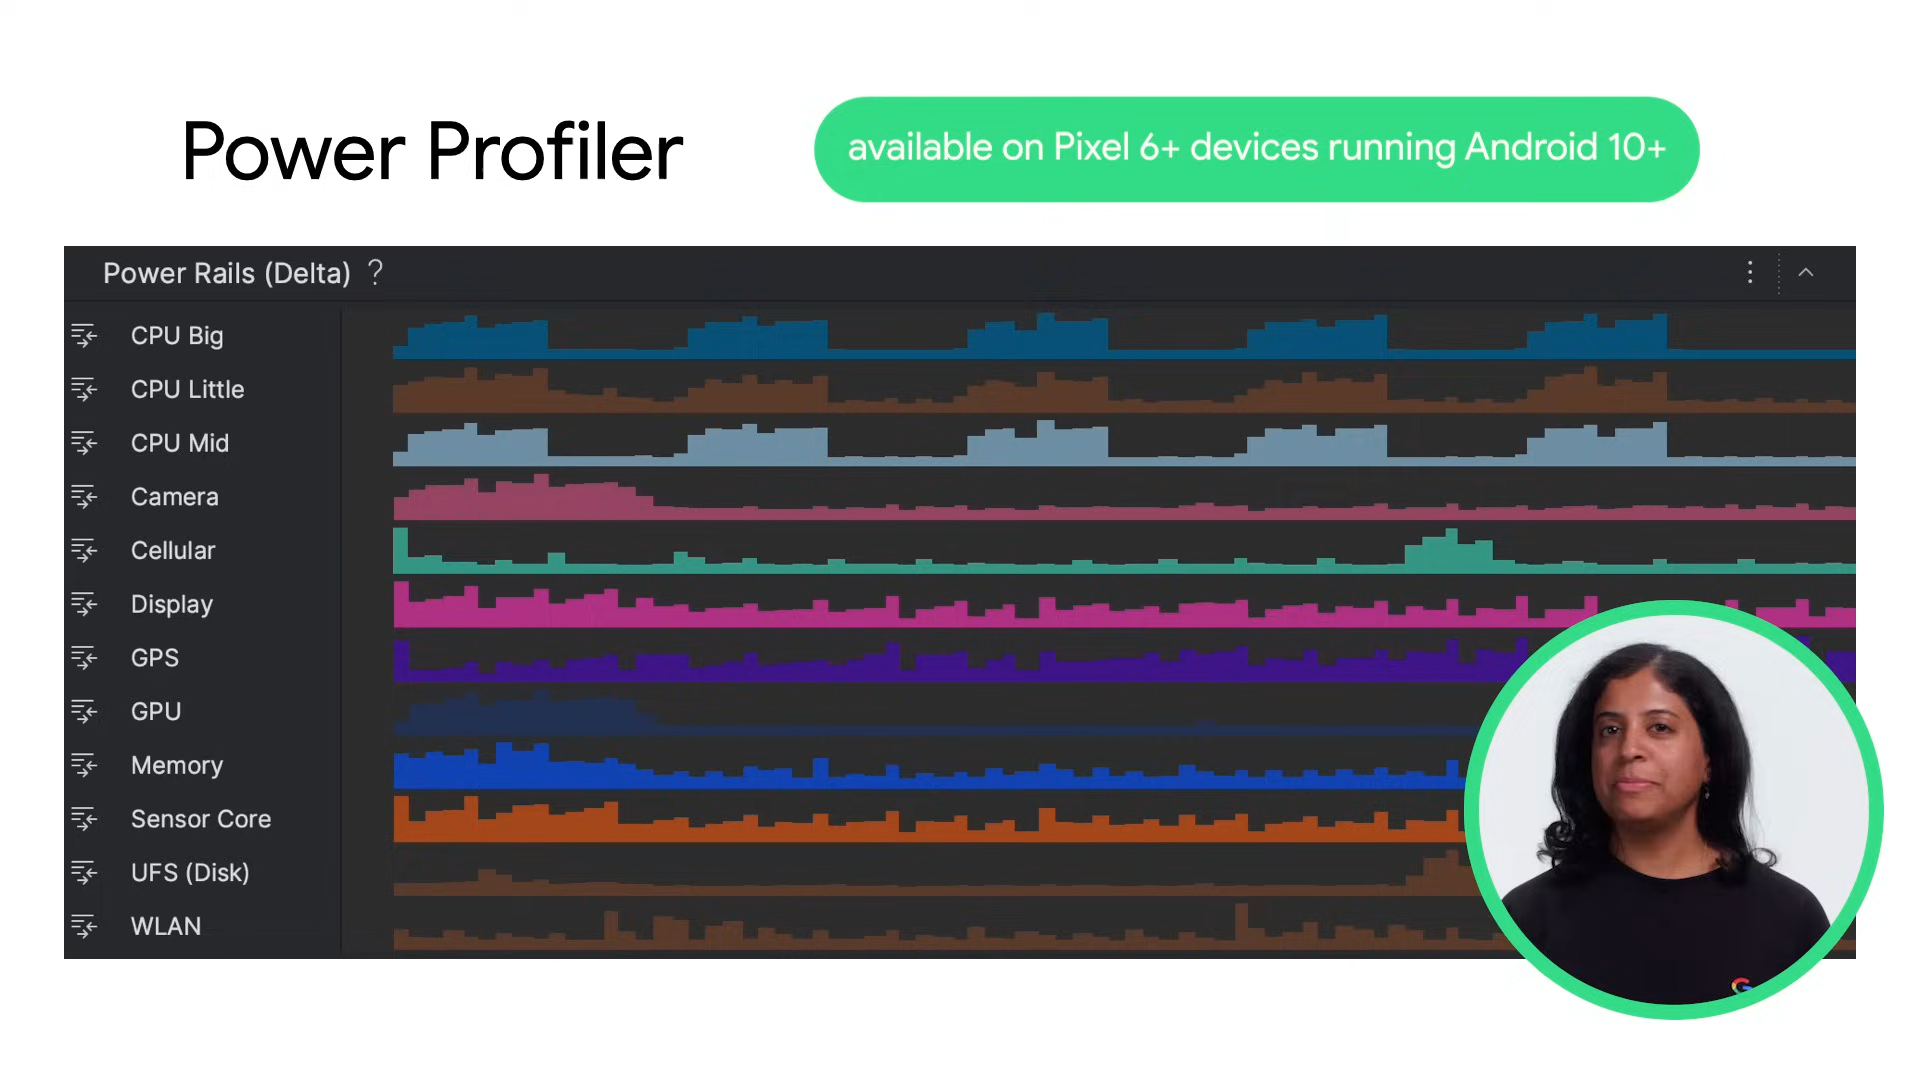 Power Profiler
available on Pixel 6+ devices running Android 10+
Power Rails (Delta) ?
CPU Big
CPU Little
CPU Mid
Camera
Cellular
Display
GPS
GPU
Memory
Sensor Core
UFS (Disk)
WLAN
G